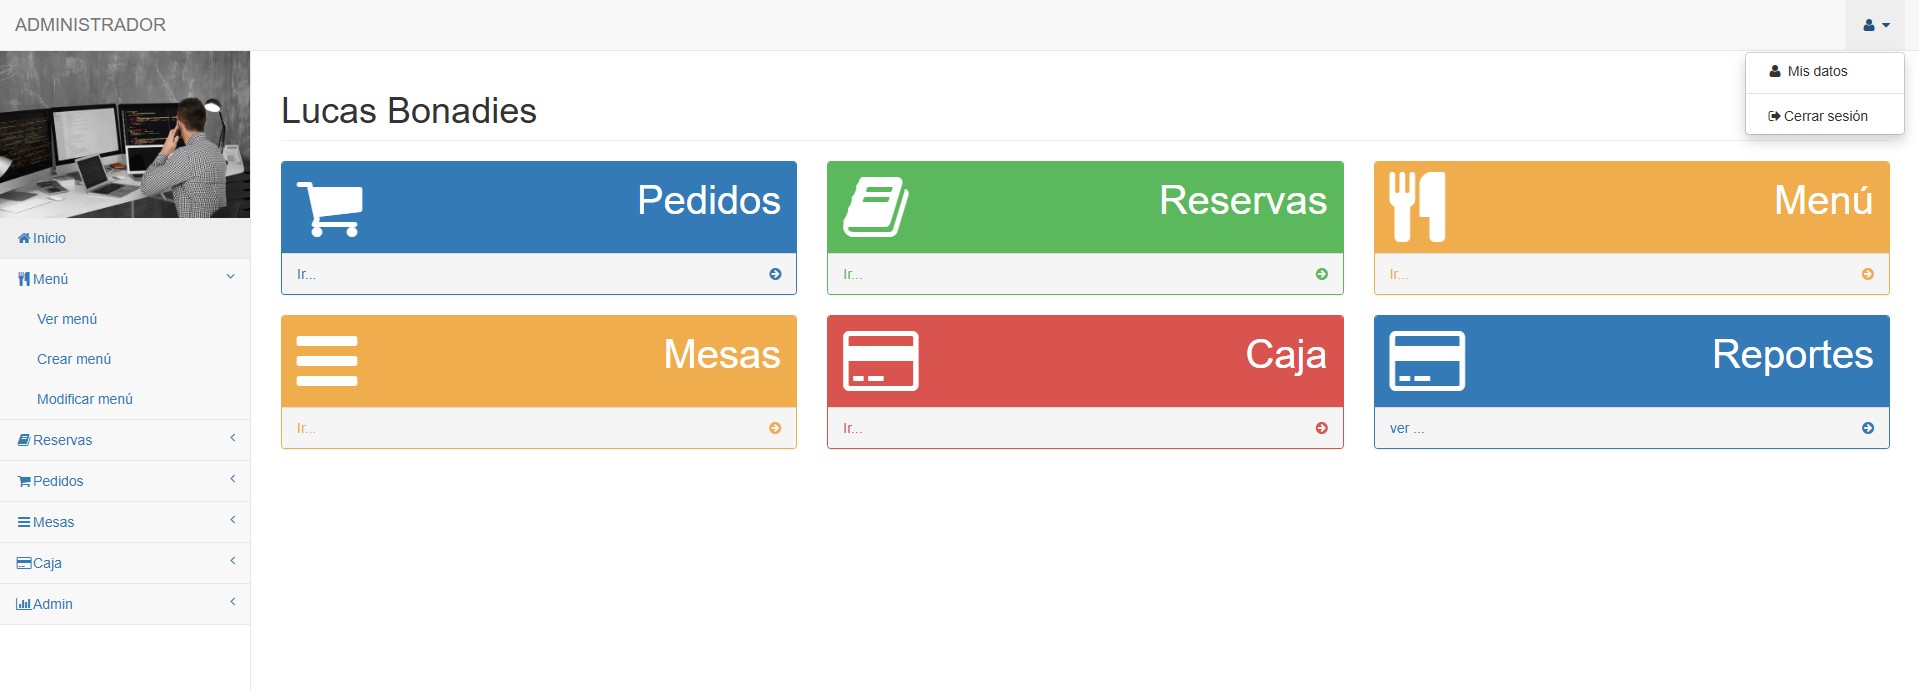 ADMINISTRADOR
Mis datos
Cerrar sesión
Inicio
Menú
Ver menú
Crear menú
Modificar menú
Reservas
Pedidos
Mesas
Caja
Admin
Lucas Bonadies
Pedidos
Ir...
Reservas
Ir...
Menú
Ir...
Mesas
Ir...
Caja
Ir...
Reportes
ver ...